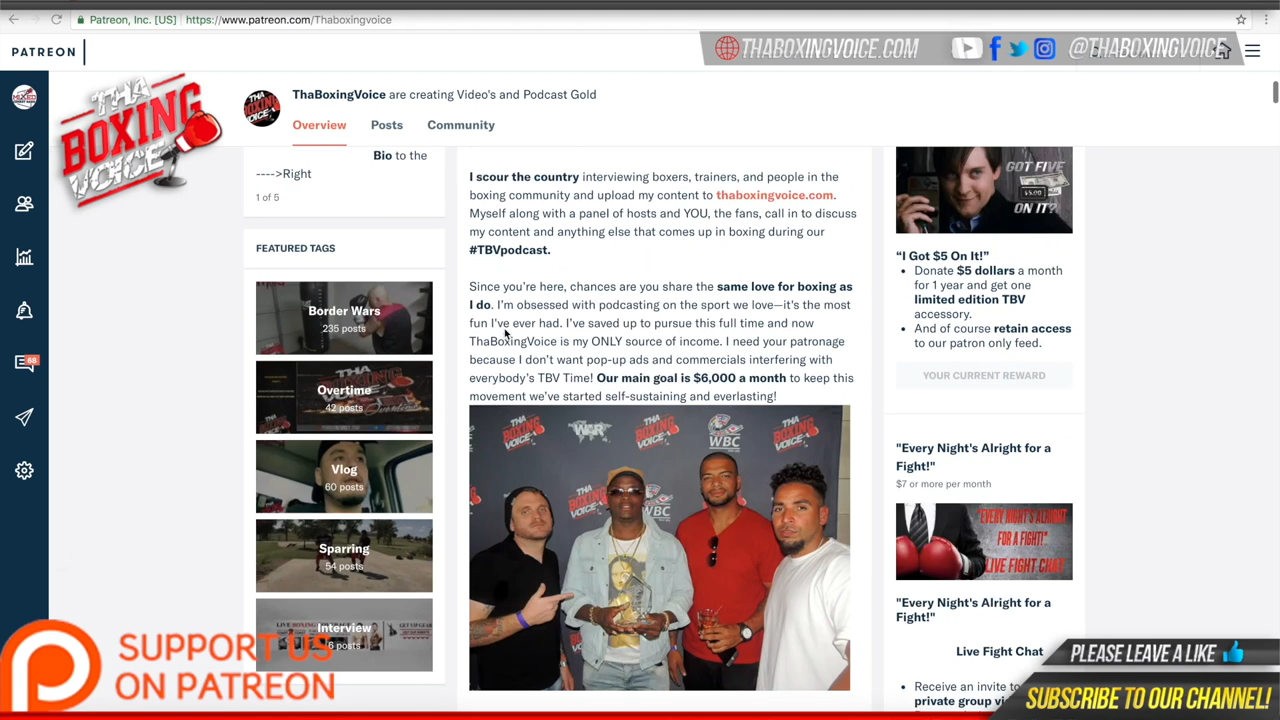 Patreon, Inc. [US]
https://www.patreon.com/Thaboxingvoice
PATREON
THABOXINGVOICE.COM
@THABOXINGVOICE
THA BOXING VOICE
ThaBoxingVoice are creating Video's and Podcast Gold
Overview Posts Community
68
Bio to the
---->Right
1 of 5
FEATURED TAGS
Border Wars
235 posts
Overtime
42 posts
Vlog
60 posts
Sparring
54 posts
Interview
6 posts
I scour the country interviewing boxers, trainers, and people in the
boxing community and upload my content to thaboxingvoice.com.
Myself along with a panel of hosts and YOU, the fans, call in to discuss
my content and anything else that comes up in boxing during our
#TBVpodcast.
Since you're here, chances are you share the same love for boxing as
I do. I'm obsessed with podcasting on the sport we love—it's the most
fun I've ever had. I've saved up to pursue this full time and now
ThaBoxingVoice is my ONLY source of income. I need your patronage
because I don't want pop-up ads and commercials interfering with
everybody's TBV Time! Our main goal is $6,000 a month to keep this
movement we've started self-sustaining and everlasting!
WBC
WBC
GOT FIVE
ON IT?
“I Got $5 On It!”
Donate $5 dollars a month
for 1 year and get one
limited edition TBV
accessory.
And of course retain access
to our patron only feed.
YOUR CURRENT REWARD
"Every Night's Alright for a
Fight!"
$7 or more per month
"EVERY NIGHT'S ALRIGHT
FOR A FIGHT!"
LIVE FIGHT CHAT
"Every Night's Alright for a
Fight!"
Live Fight Chat
Receive an invite to
private group vi
SUPPORT US
ON PATREON
PLEASE LEAVE A LIKE
SUBSCRIBE TO OUR CHANNEL!